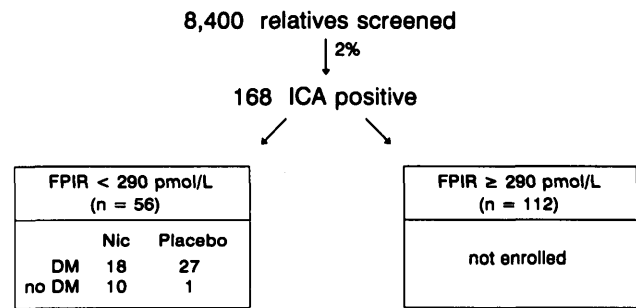 8,400 relatives screened
2%
168 ICA positive
FPIR < 290 pmol/L
(n = 56)
Nic Placebo
DM 18 27
no DM 10 1
FPIR ≥ 290 pmol/L
(n = 112)
not enrolled